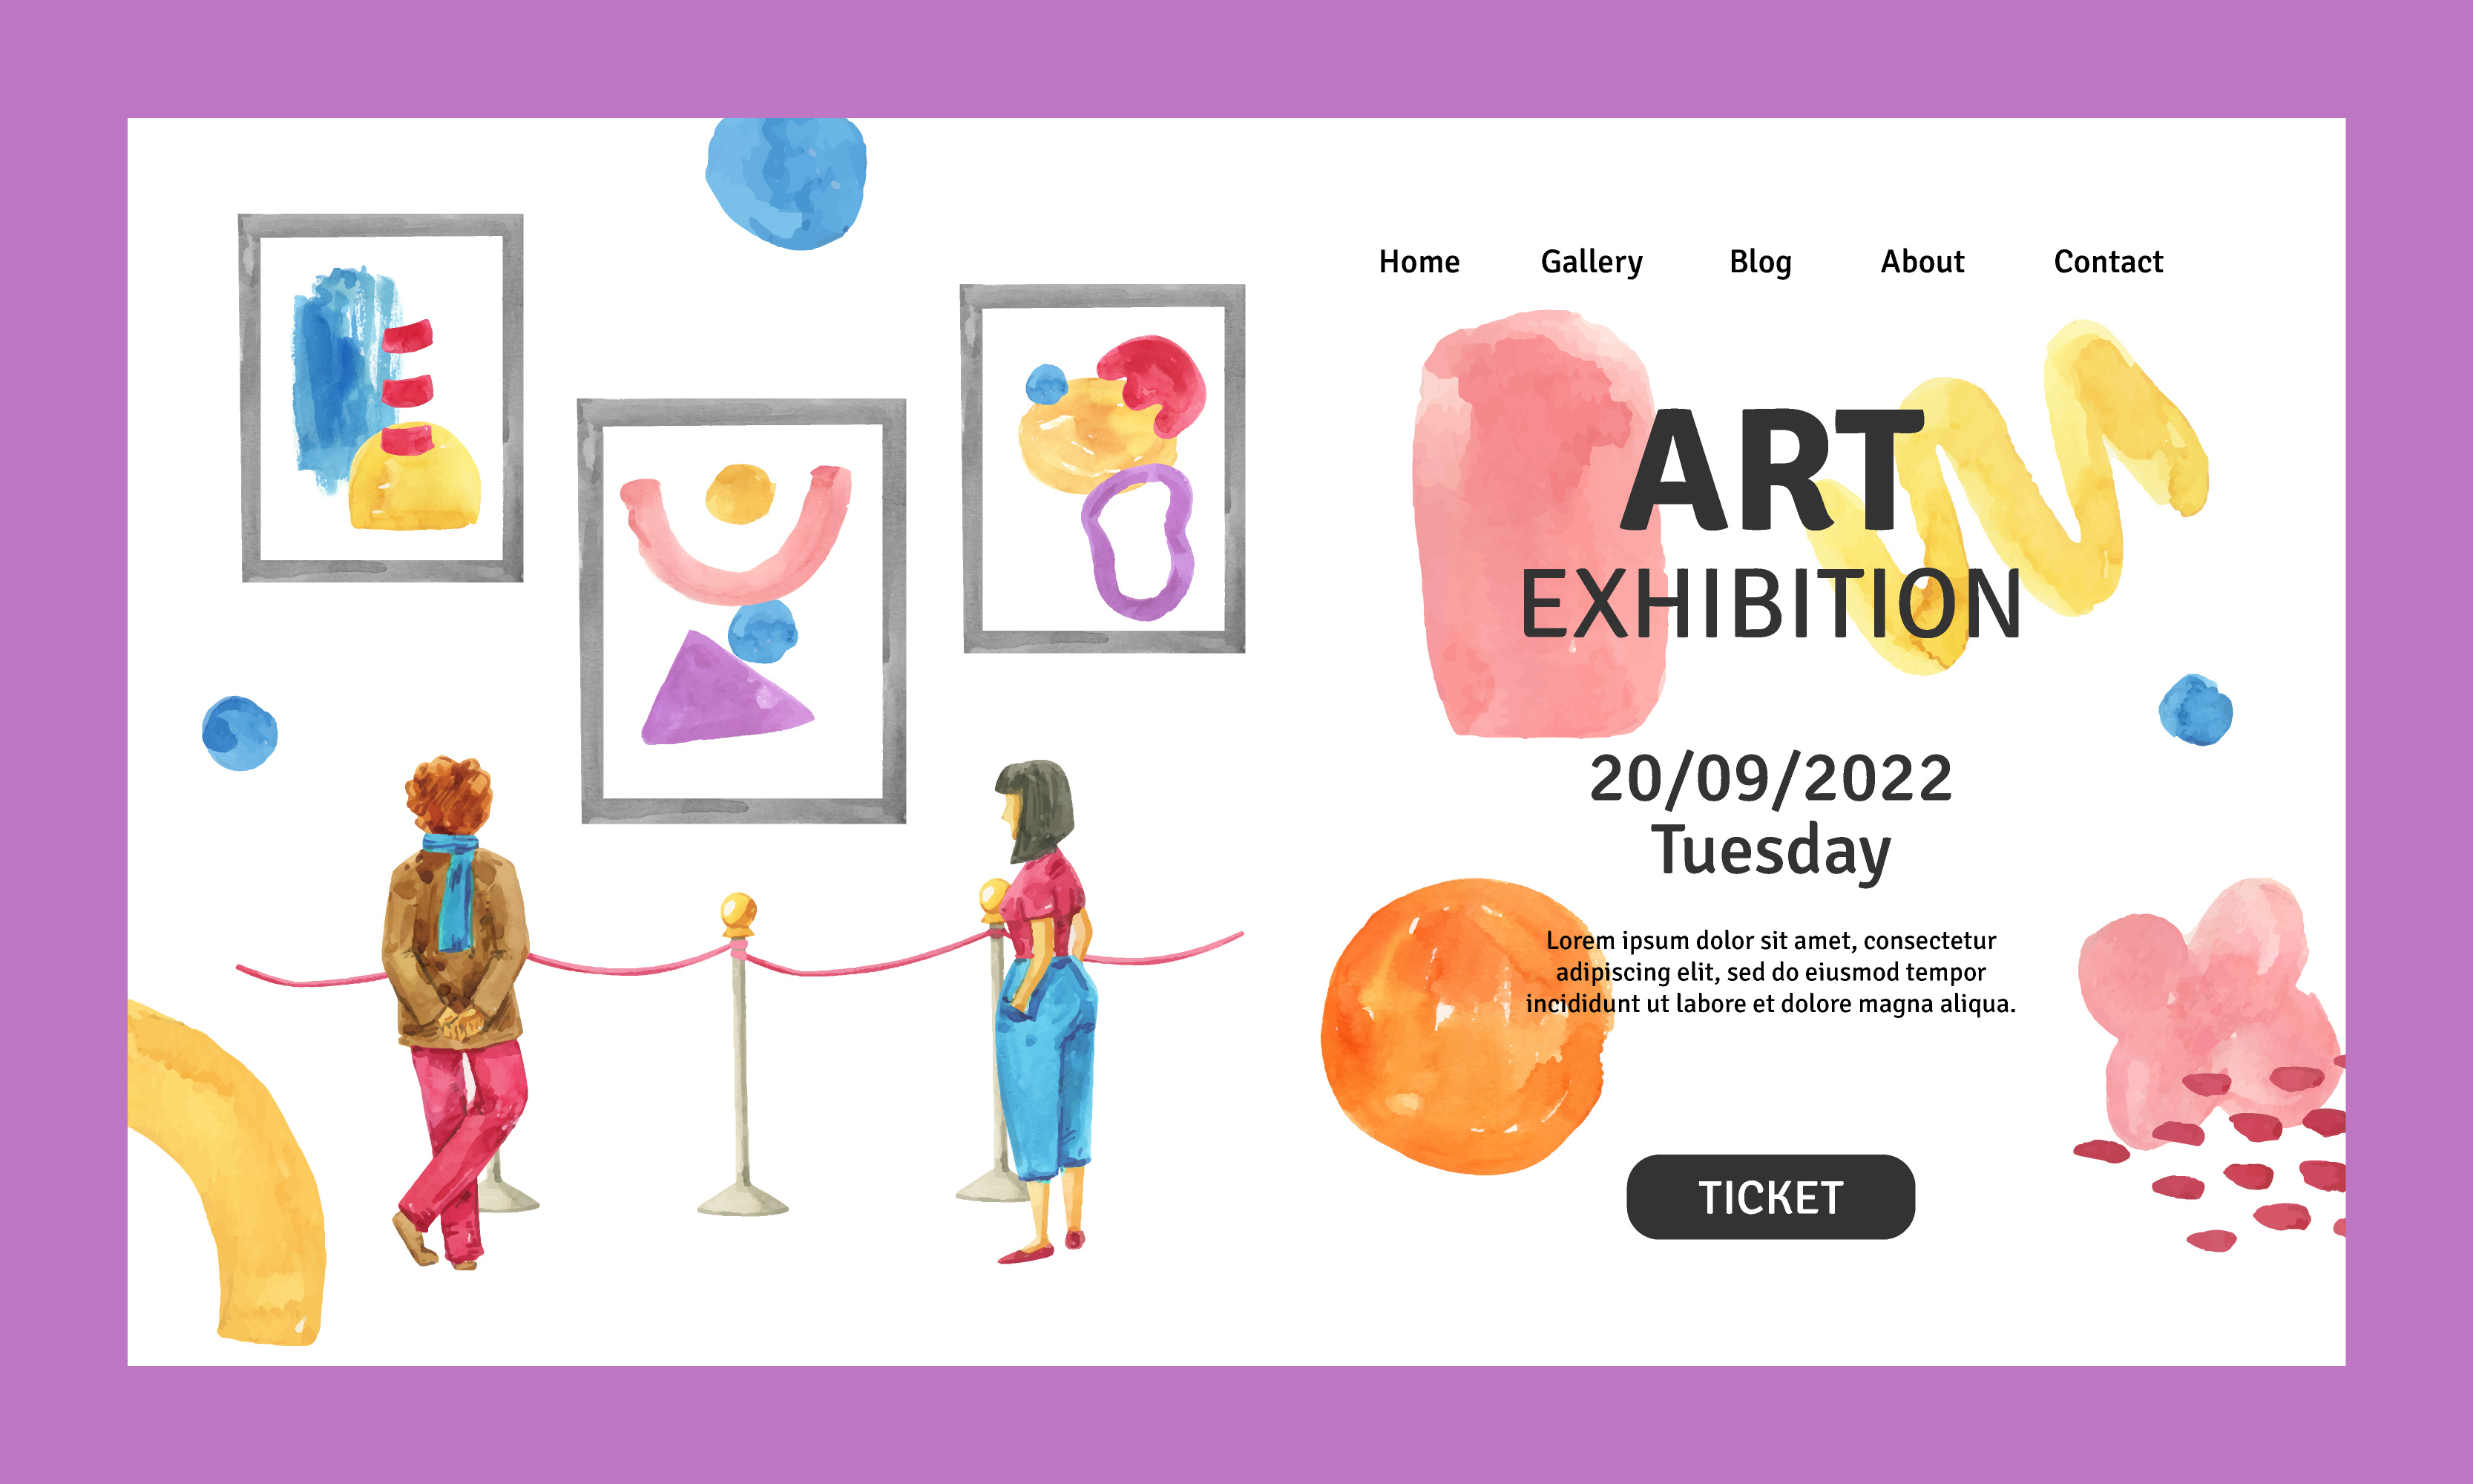 Home Gallery Blog About Contact
ART
EXHIBITION
20/09/2022
Tuesday
Lorem ipsum dolor sit amet, consectetur
adipiscing elit, sed do eiusmod tempor
incididunt ut labore et dolore magna aliqua.
TICKET